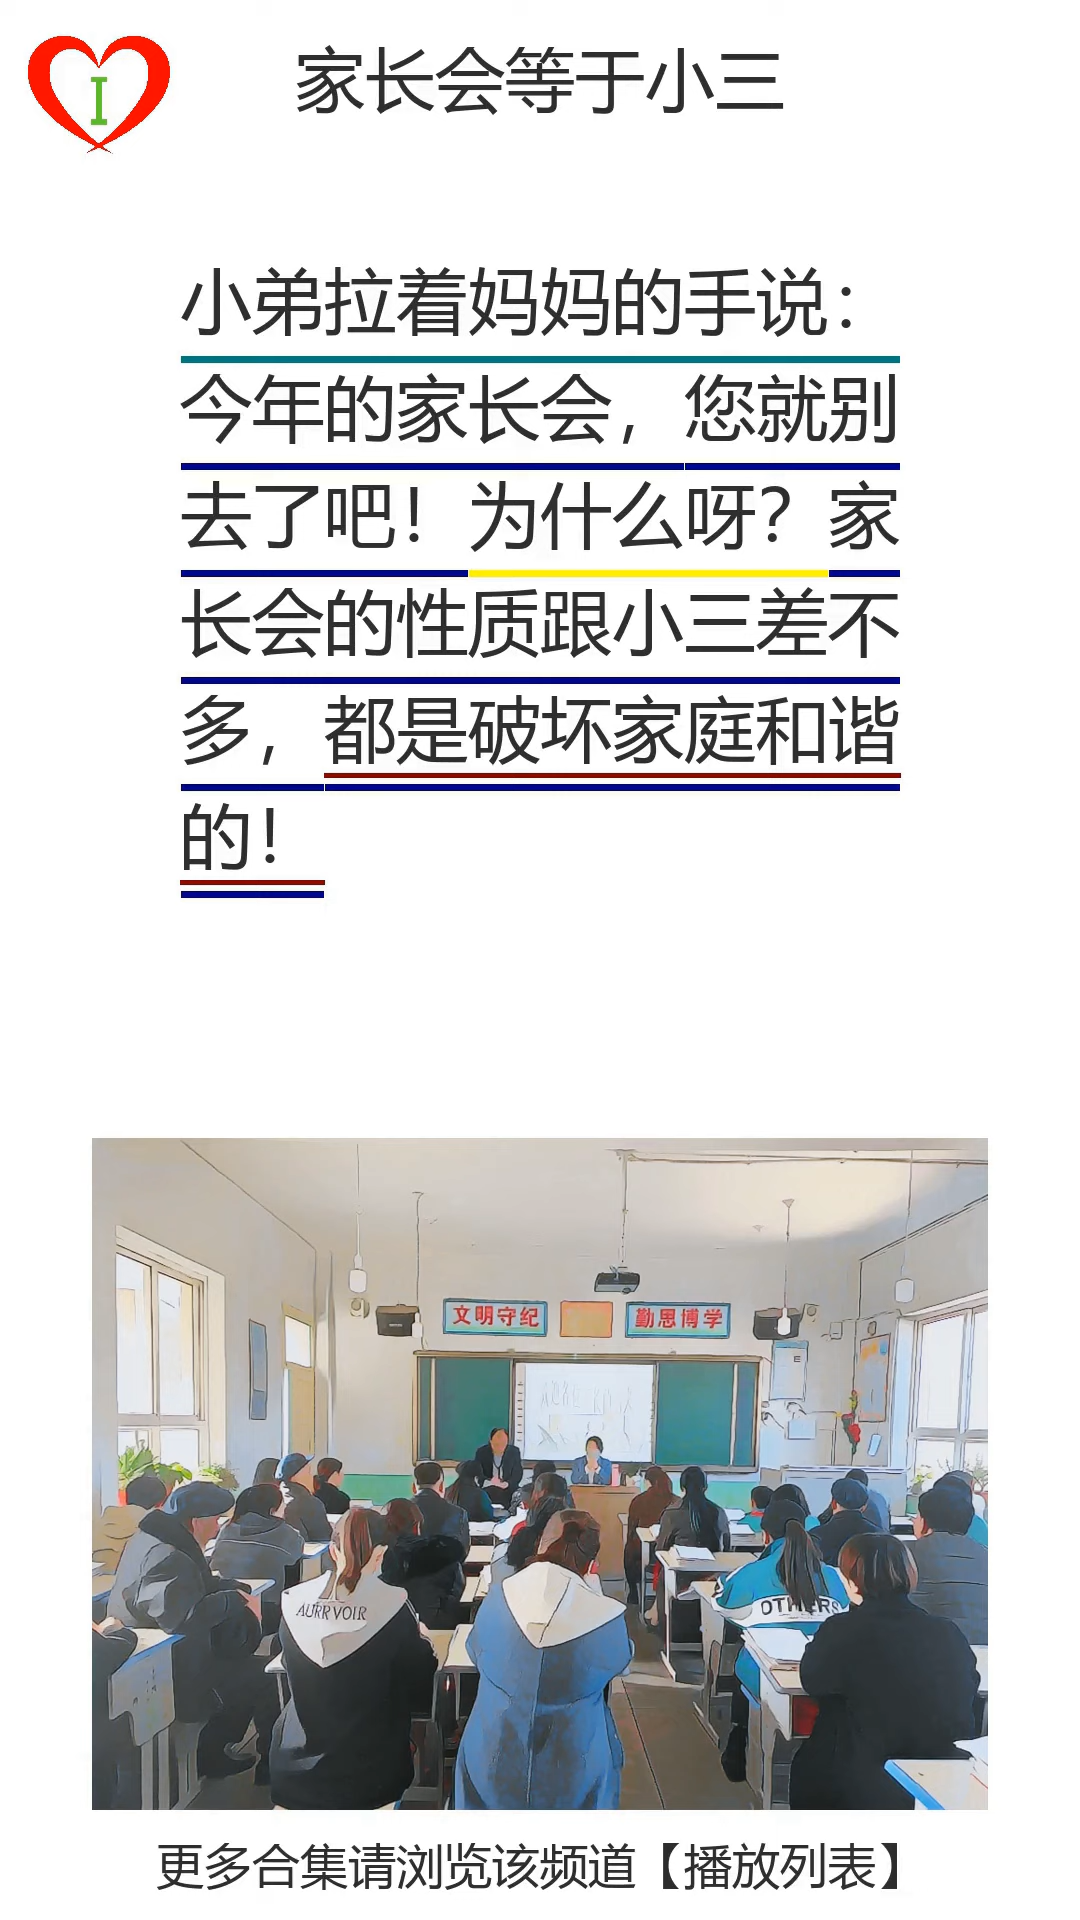 I
家长会等于小三
小弟拉着妈妈的手说：
今年的家长会，您就别
去了吧！为什么呀？家
长会的性质跟小三差不
多，都是破坏家庭和谐
的！
文明守纪
勤思博学
AURRVOIR
OTHERS
更多合集请浏览该频道【播放列表】